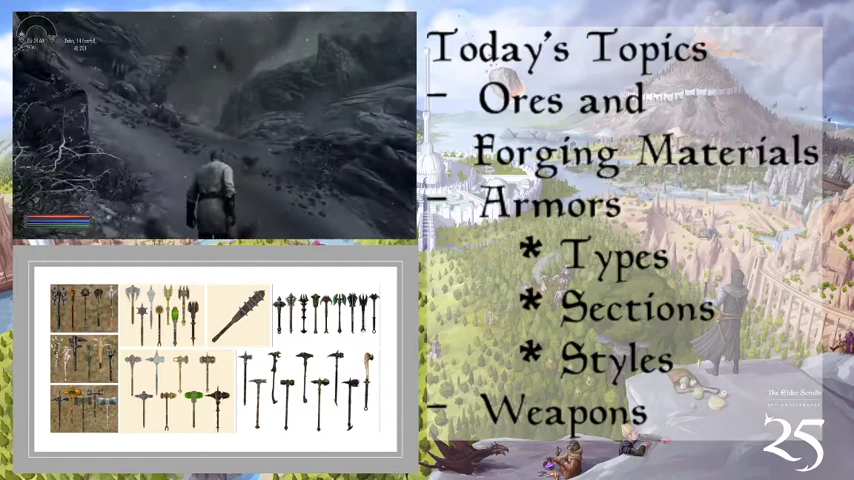 Today's Topics
- Ores and
Forging Materials
- Armors
* Types
* Sections
* Styles
- Weapons
The Elder Scrolls
25